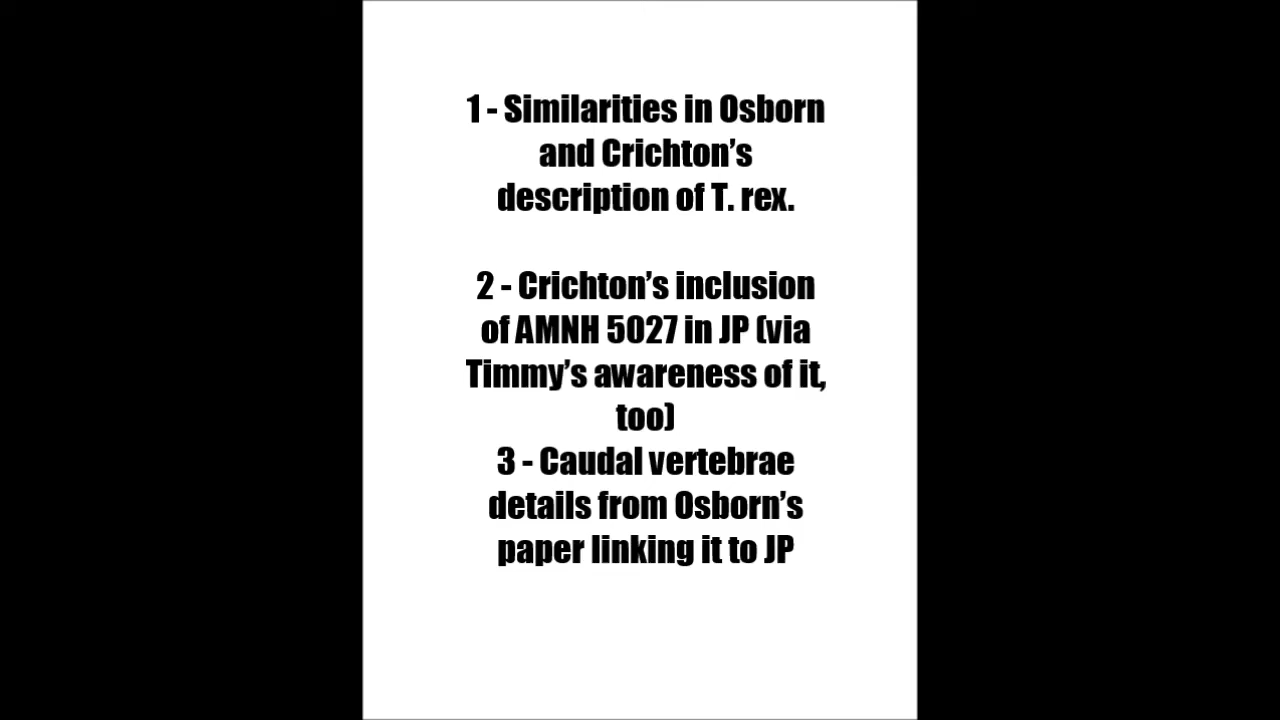 1 - Similarities in Osborn
and Crichton’s
description of T. rex.
2 - Crichton’s inclusion
of AMNH 5027 in JP (via
Timmy’s awareness of it,
too)
3 - Caudal vertebrae
details from Osborn’s
paper linking it to JP